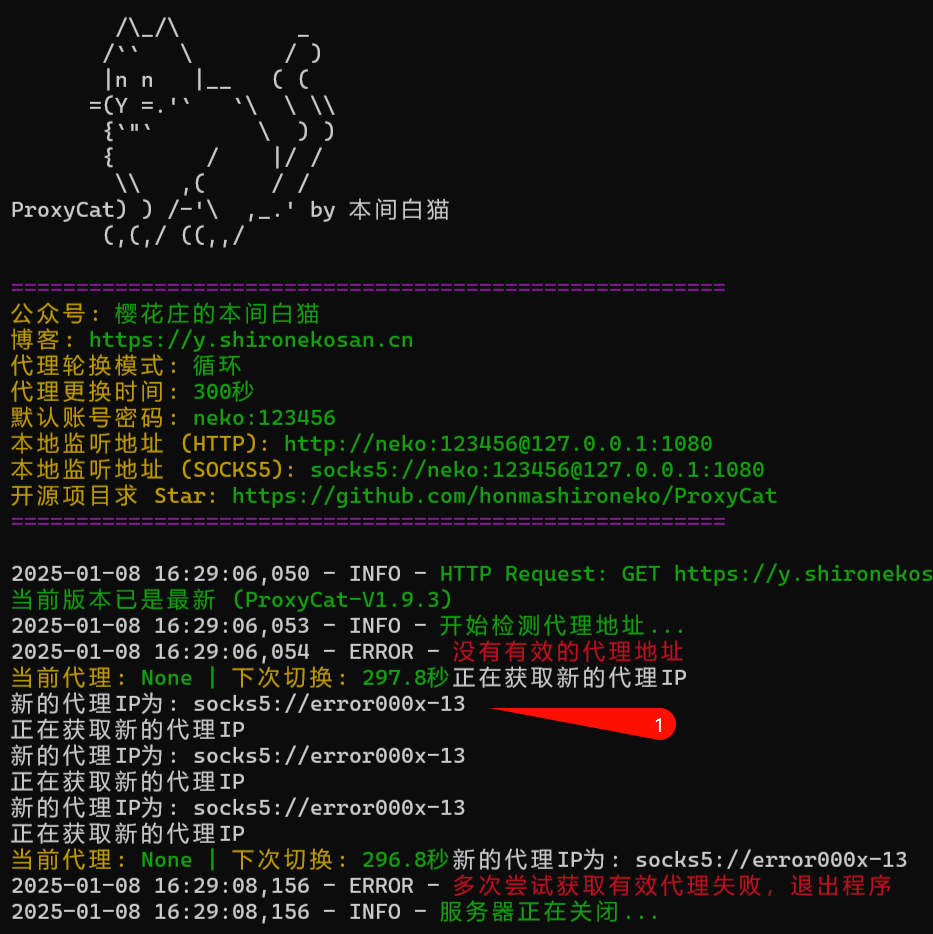 /\_/\           _
       /``   \       / )
       |n n   |__   ( (
      =(Y =.'`   `\  \ \\
       {`"`        \  ) )
       {       /    |/ /
        \\   ,(     / /
ProxyCat) ) /-'\  ,_.' by 本间白猫
       (,(,/ ((,,/
=======================================================
公众号: 樱花庄的本间白猫
博客: https://y.shironekosan.cn
代理轮换模式: 循环
代理更换时间: 300秒
默认账号密码: neko:123456
本地监听地址 (HTTP): http://neko:123456@127.0.0.1:1080
本地监听地址 (SOCKS5): socks5://neko:123456@127.0.0.1:1080
开源项目求 Star: https://github.com/honmashironeko/ProxyCat
=======================================================
2025-01-08 16:29:06,050 - INFO - HTTP Request: GET https://y.shironekos
当前版本已是最新 (ProxyCat-V1.9.3)
2025-01-08 16:29:06,053 - INFO - 开始检测代理地址...
2025-01-08 16:29:06,054 - ERROR - 没有有效的代理地址
当前代理: None | 下次切换: 297.8秒正在获取新的代理IP
新的代理IP为: socks5://error000x-13
1
正在获取新的代理IP
新的代理IP为: socks5://error000x-13
正在获取新的代理IP
新的代理IP为: socks5://error000x-13
正在获取新的代理IP
当前代理: None | 下次切换: 296.8秒新的代理IP为: socks5://error000x-13
2025-01-08 16:29:08,156 - ERROR - 多次尝试获取有效代理失败，退出程序
2025-01-08 16:29:08,156 - INFO - 服务器正在关闭...